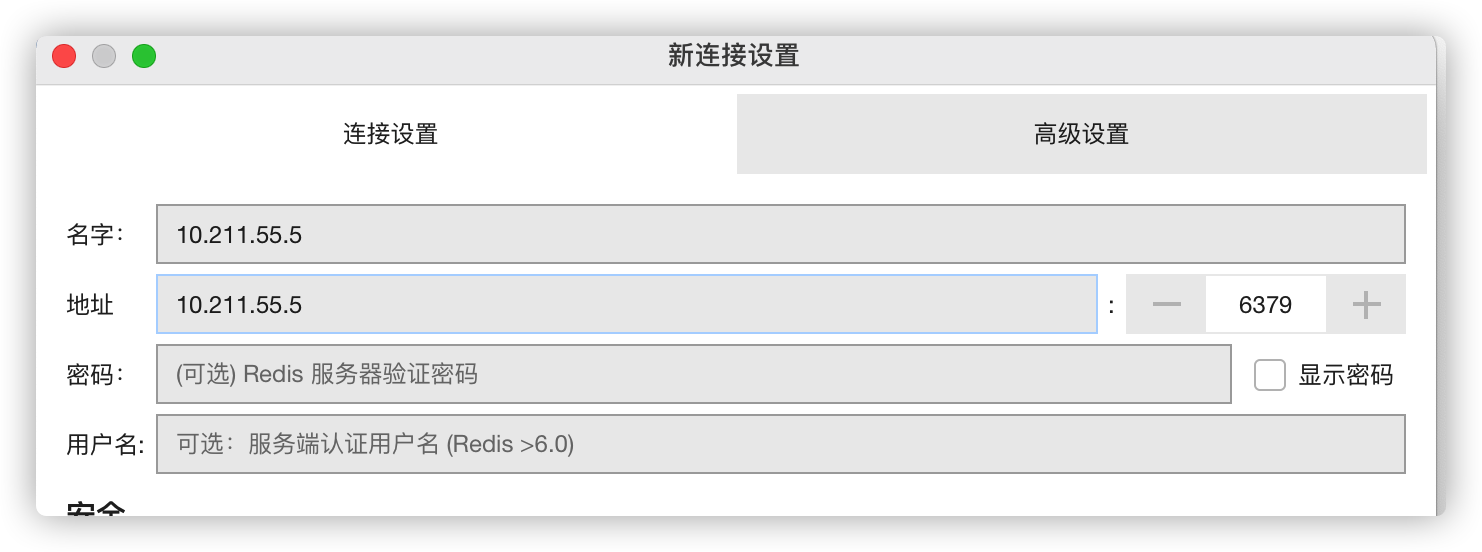 新连接设置
连接设置 高级设置
名字: 10.211.55.5
地址 10.211.55.5 : 6379
密码: (可选) Redis 服务器验证密码 显示密码
用户名: 可选: 服务端认证用户名 (Redis >6.0)
安全